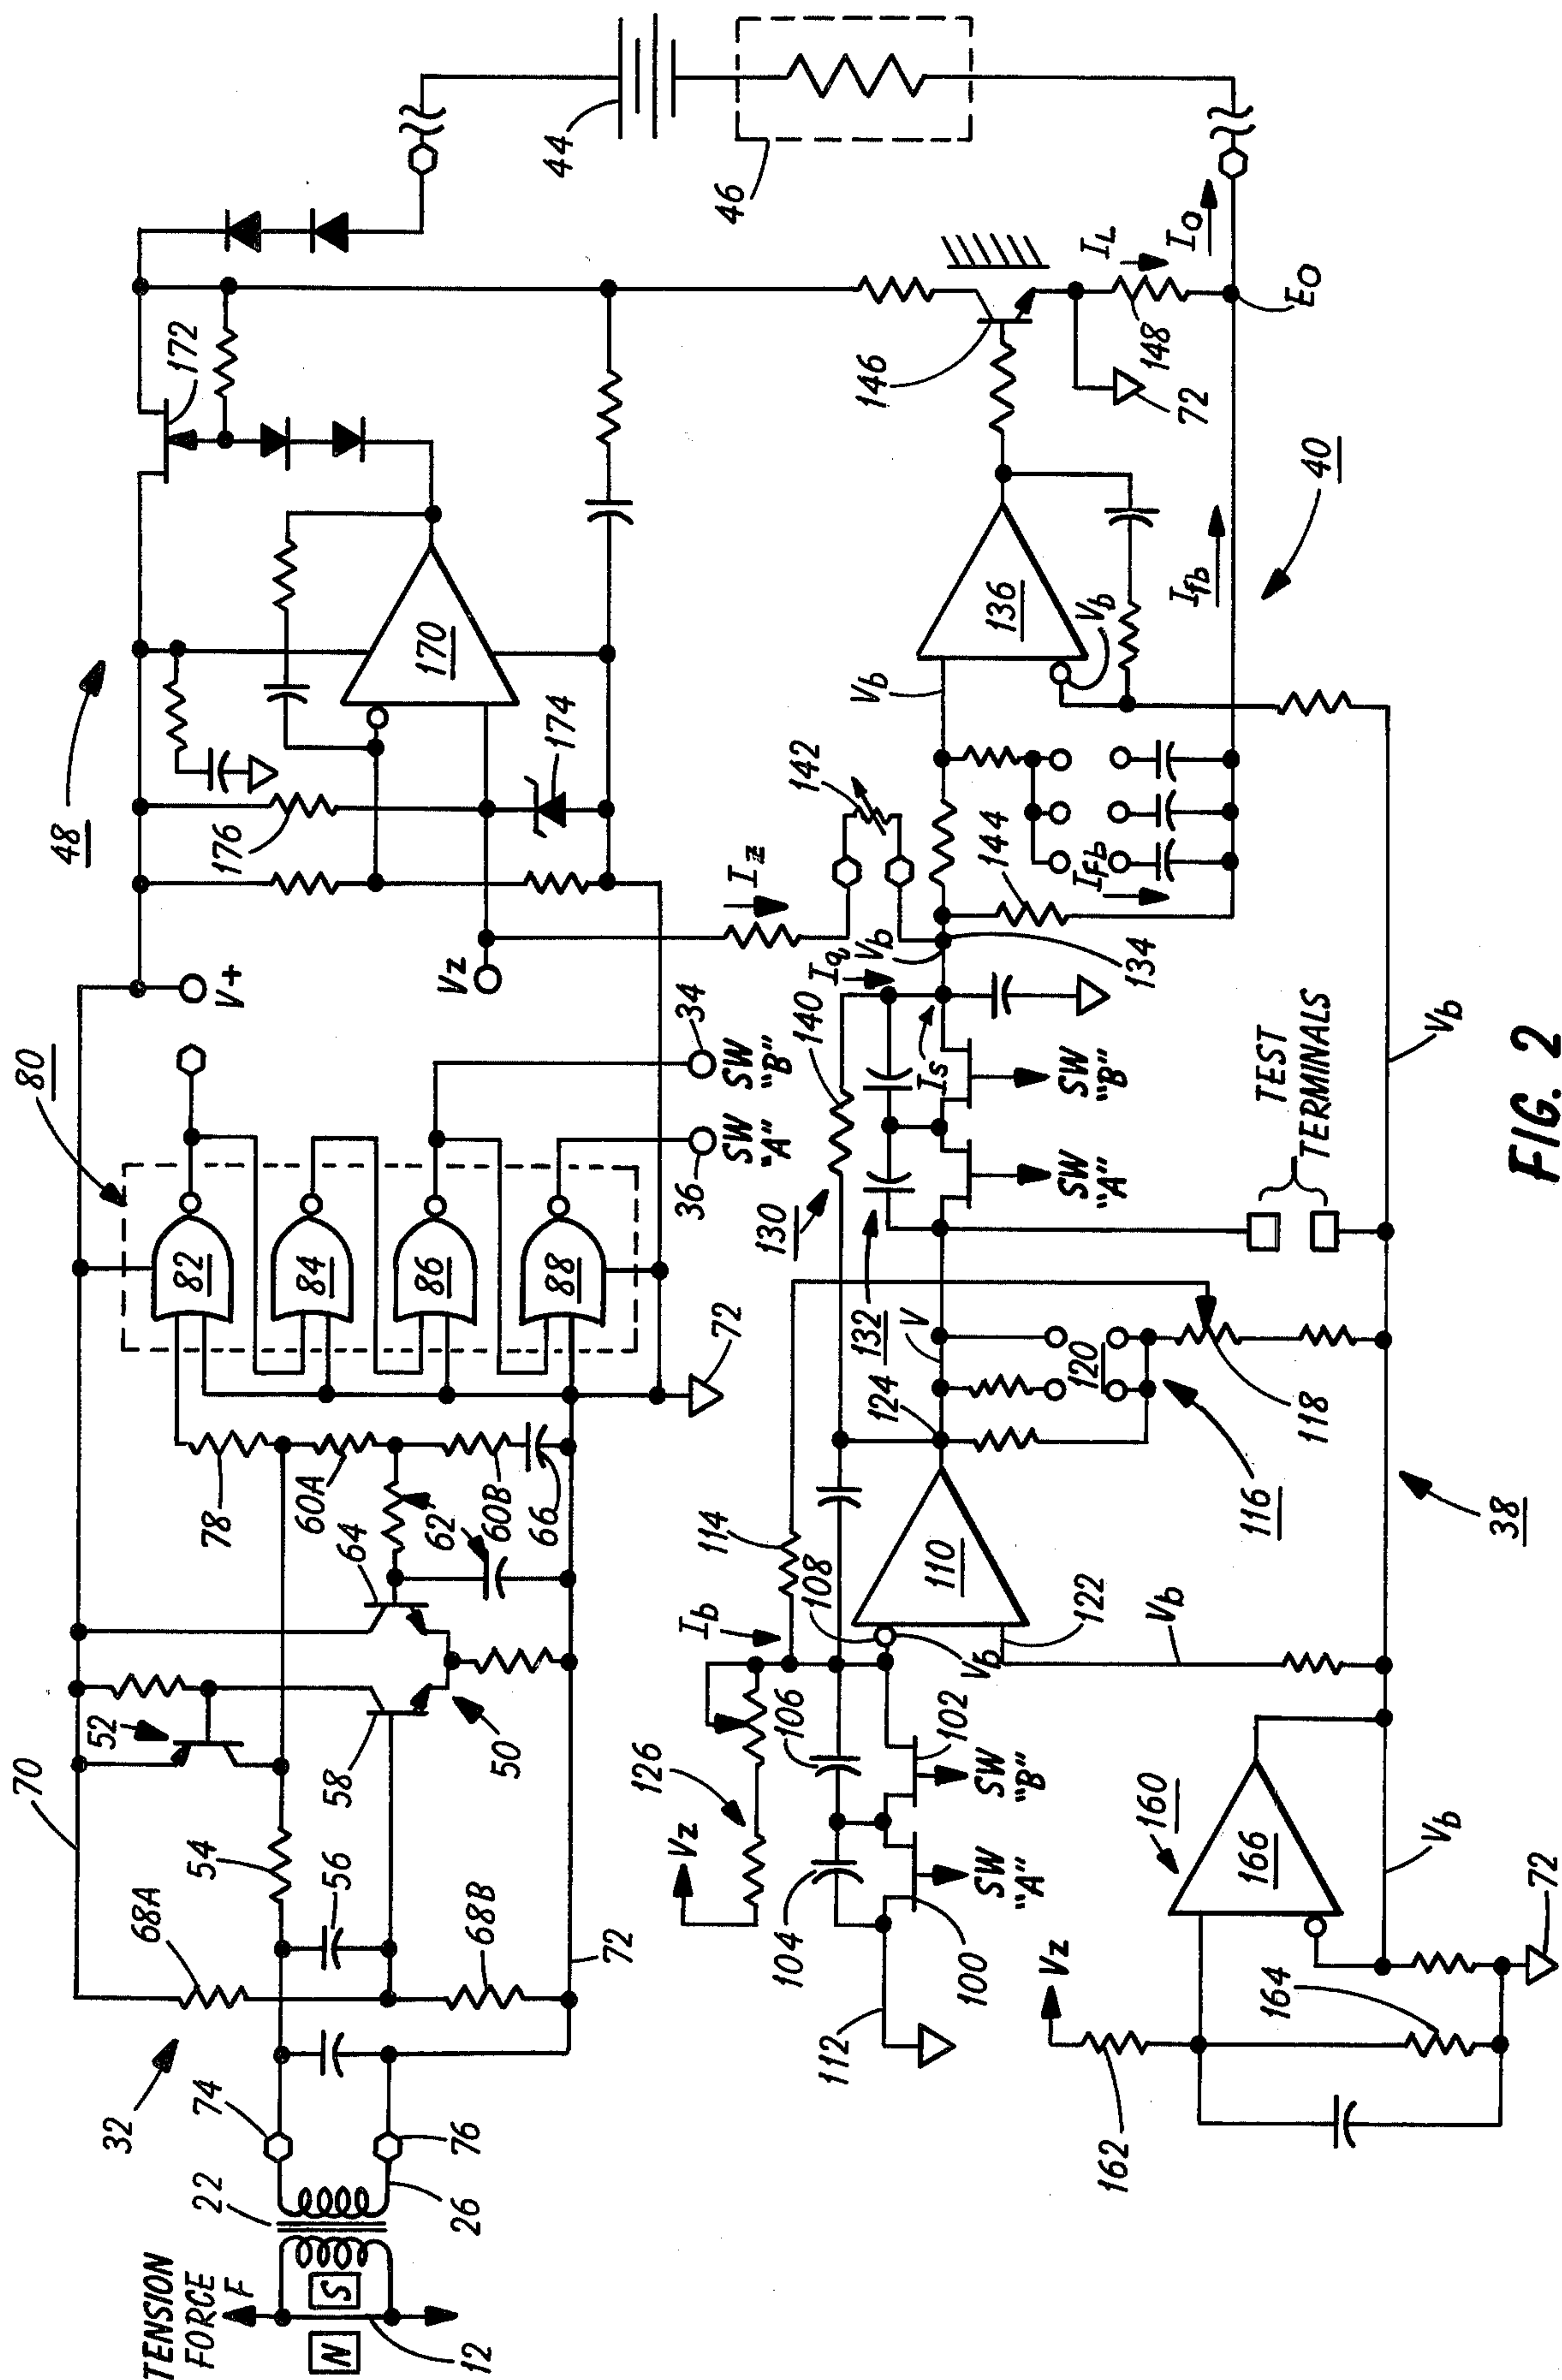 TENSION
FORCE F
N
S
12
22
26
74
76
32
68A
56
54
68B
72
70
52
58
50
64
62
78
60A
60B
66
80
82
84
86
88
72
36
SW
"A"
34
SW
"B"
V+
Vz
48
176
174
170
172
44
46
Vz
126
104
106
100
102
112
SW
"A"
SW
"B"
Ib
108
Vb
114
110
122
Vb
124
V
120
116
118
38
130
132
140
SW
"A"
SW
"B"
Is
Iq
Vb
134
Iz
142
144
Ifb
Vb
136
Vb
Ifb
40
146
148
72
IL
IO
EO
TEST
TERMINALS
Vb
Vz
162
164
160
166
Vb
72
FIG. 2